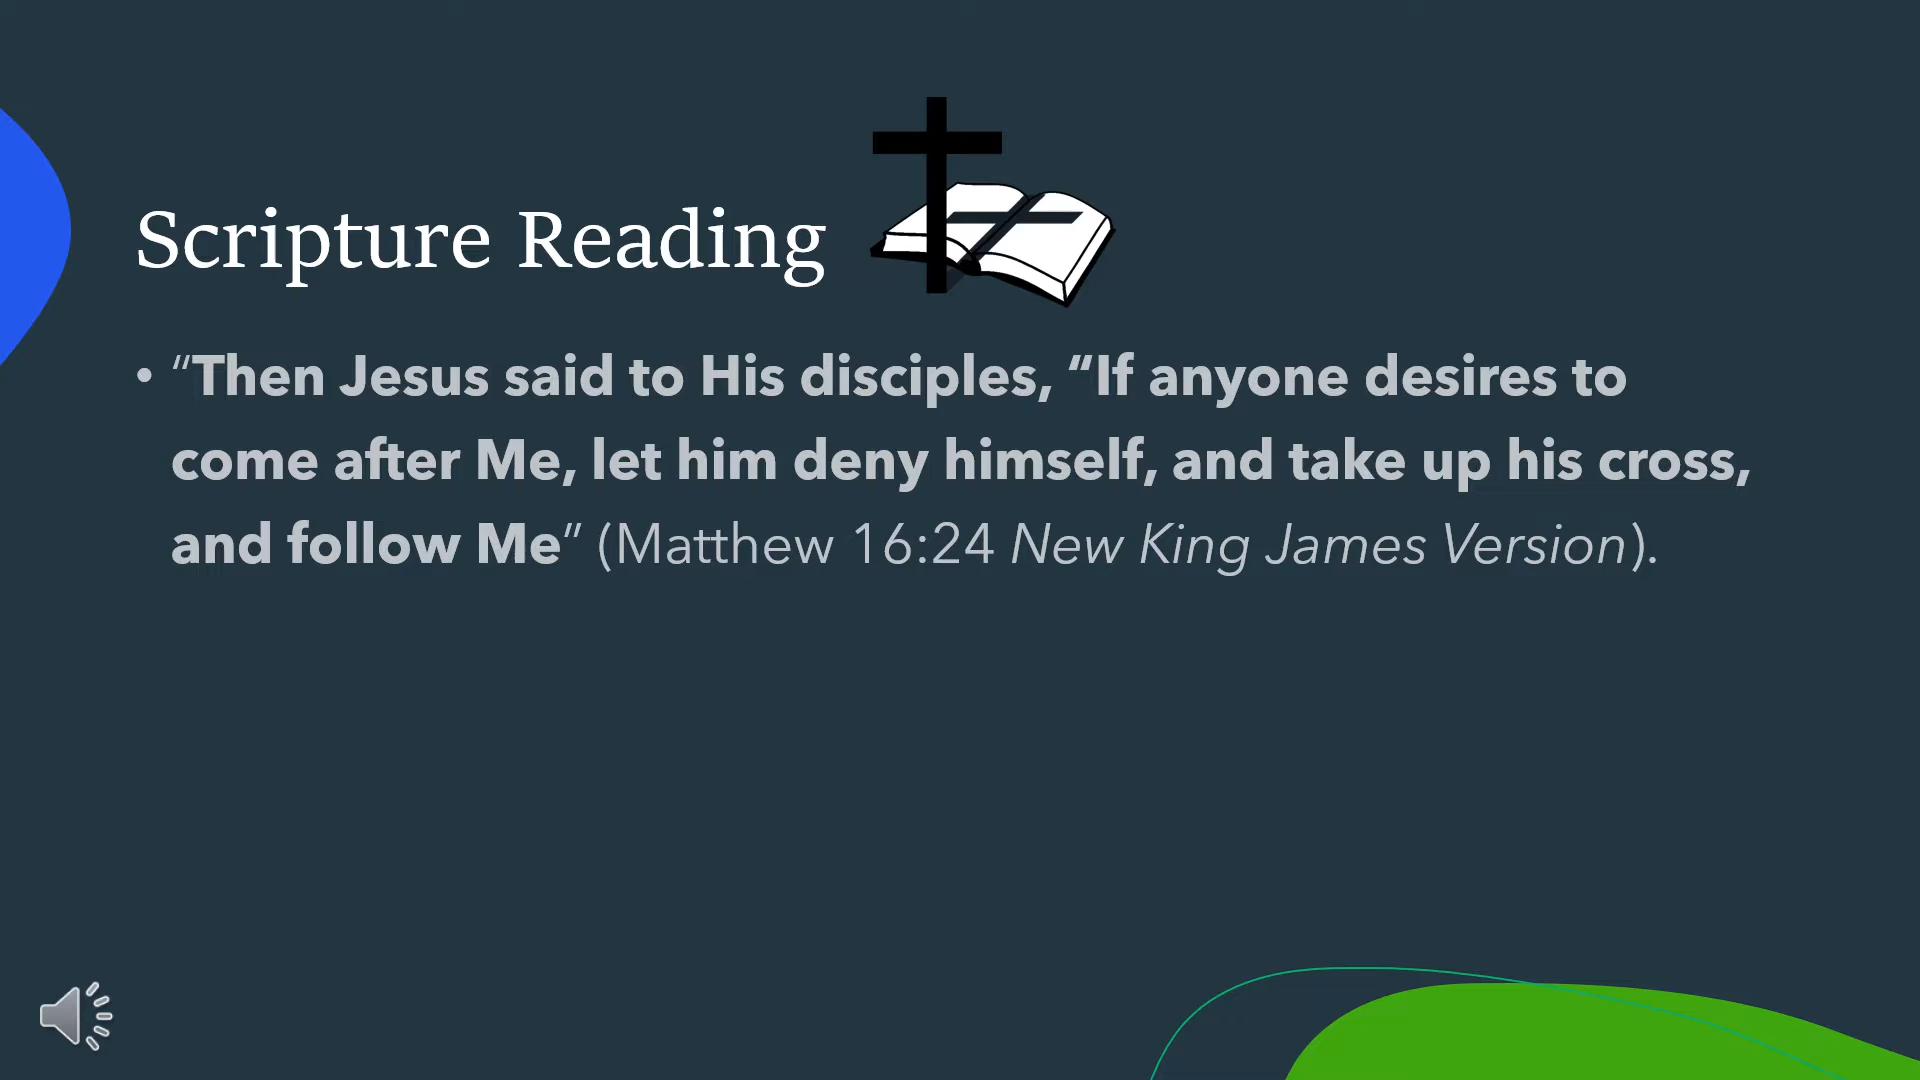 Scripture Reading
• “Then Jesus said to His disciples, “If anyone desires to
come after Me, let him deny himself, and take up his cross,
and follow Me” (Matthew 16:24 New King James Version).